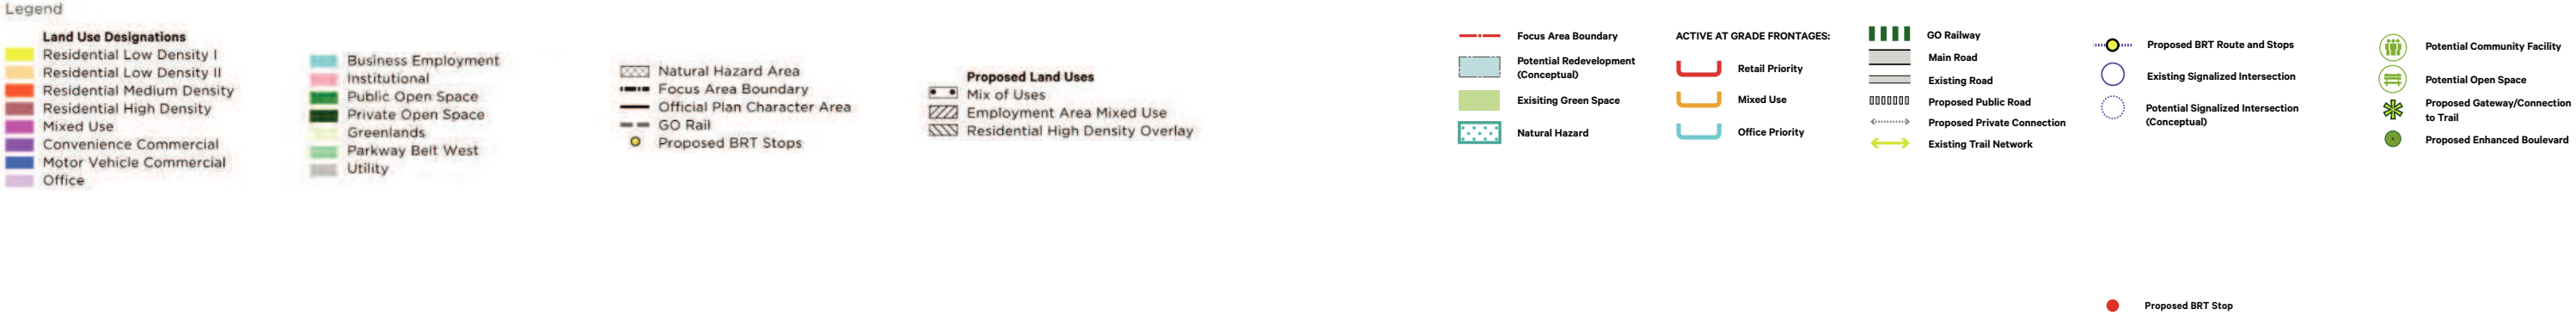 Legend
Land Use Designations
Residential Low Density I
Residential Low Density II
Residential Medium Density
Residential High Density
Mixed Use
Convenience Commercial
Motor Vehicle Commercial
Office
Business Employment
Institutional
Public Open Space
Private Open Space
Greenlands
Parkway Belt West
Utility
Natural Hazard Area
Focus Area Boundary
Official Plan Character Area
GO Rail
Proposed BRT Stops
Proposed Land Uses
Mix of Uses
Employment Area Mixed Use
Residential High Density Overlay
Focus Area Boundary
Potential Redevelopment
(Conceptual)
Exisiting Green Space
Natural Hazard
ACTIVE AT GRADE FRONTAGES:
Retail Priority
Mixed Use
Office Priority
GO Railway
Main Road
Existing Road
Proposed Public Road
Proposed Private Connection
Existing Trail Network
Proposed BRT Route and Stops
Existing Signalized Intersection
Potential Signalized Intersection
(Conceptual)
Proposed BRT Stop
Potential Community Facility
Potential Open Space
Proposed Gateway/Connection
to Trail
Proposed Enhanced Boulevard